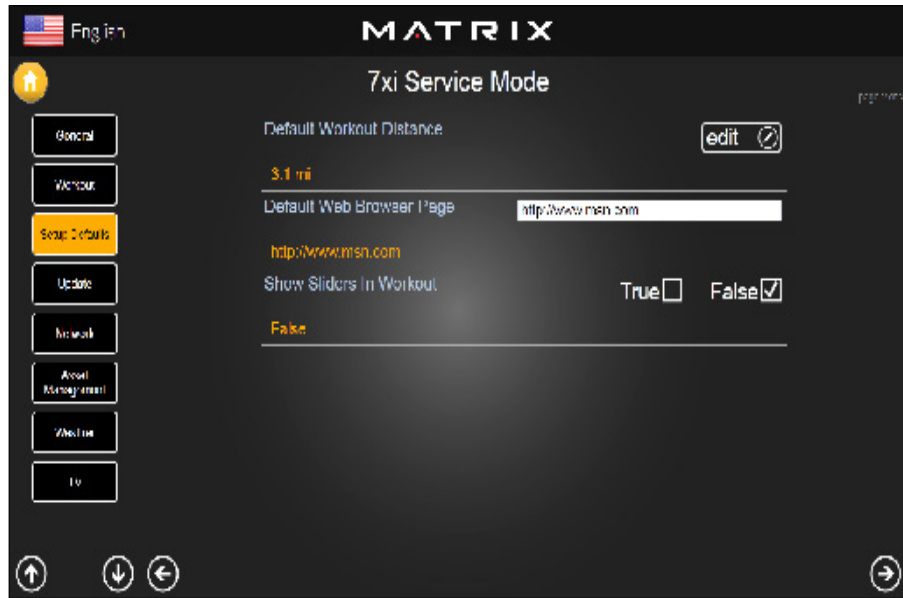 English
MATRIX
7xi Service Mode
General
Workout
Setup Defaults
Update
Network
Asset
Management
Weather
TV
Default Workout Distance
edit
3.1 mi
Default Web Browser Page
http://www.msn.com
http://www.msn.com
Show Sliders In Workout
True
False
False